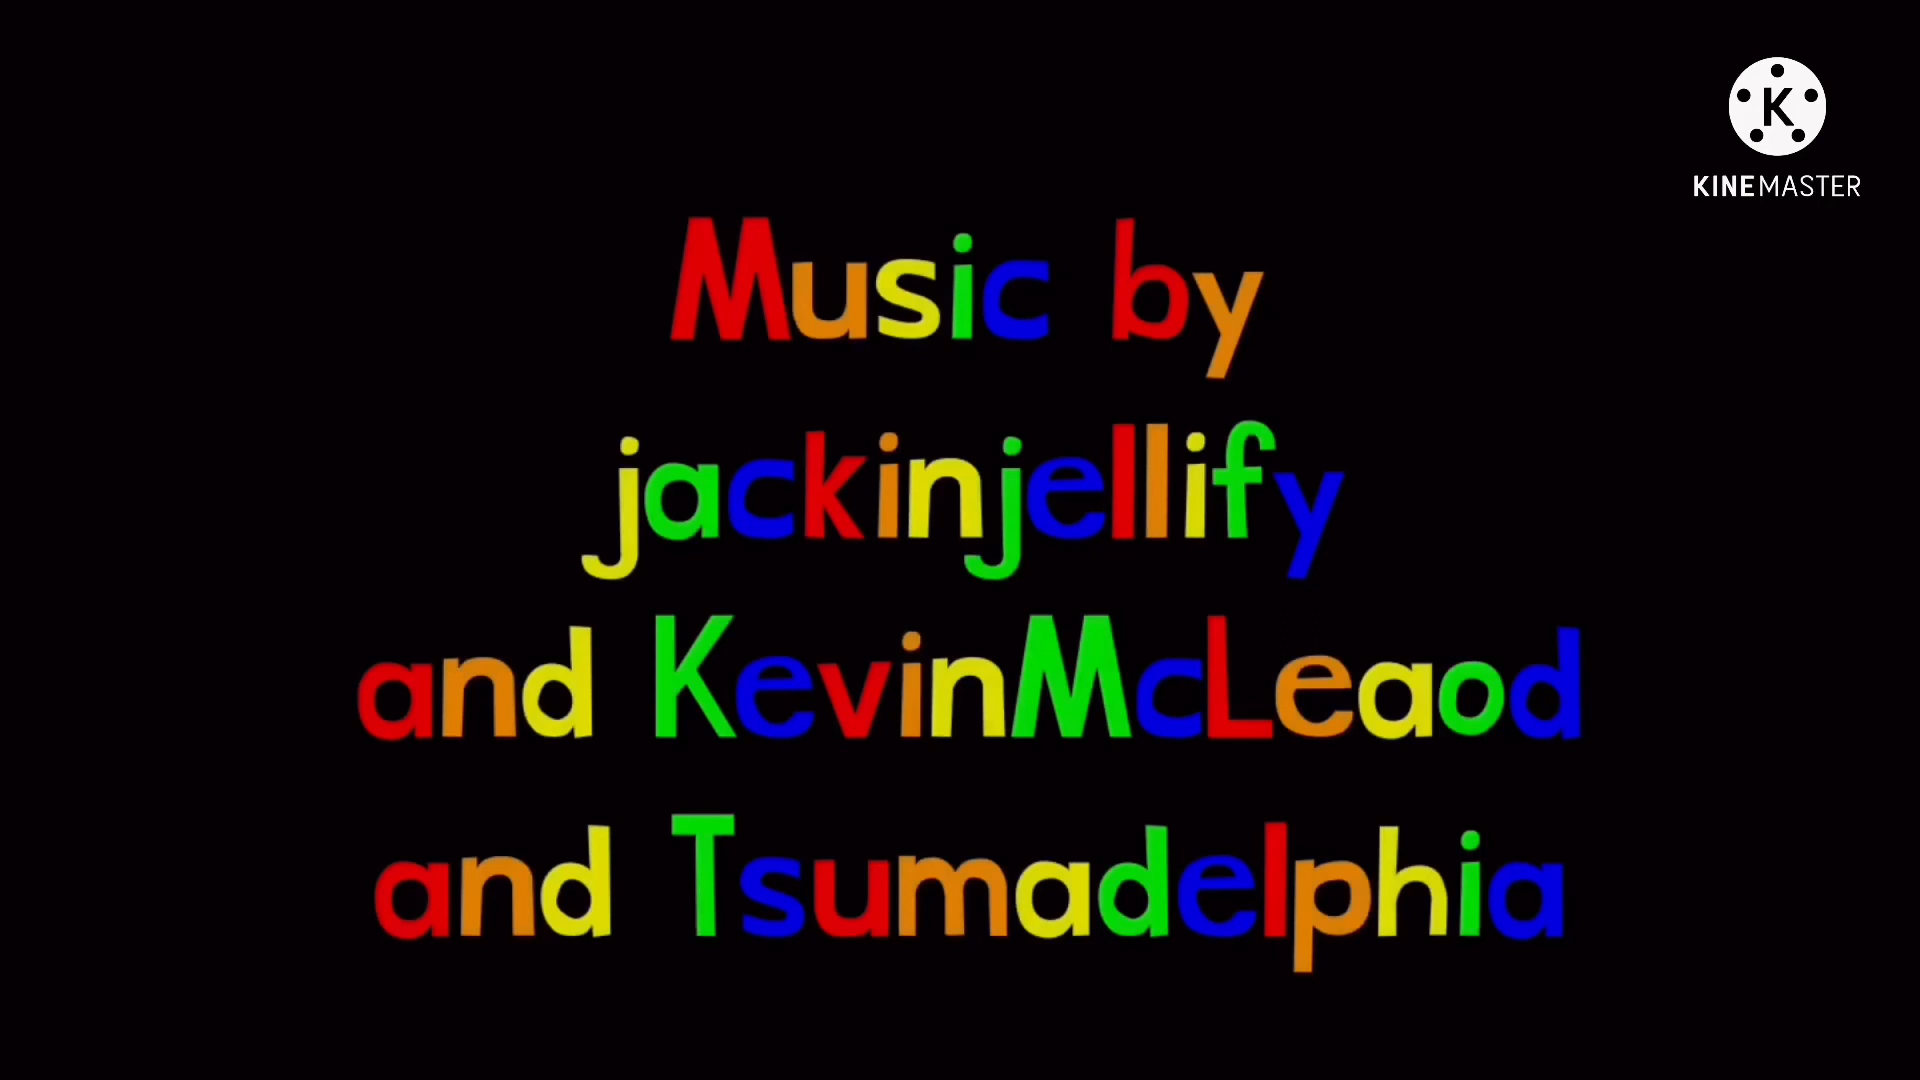 K
KINEMASTER
Music by
jackinjellify
and KevinMcLeaod
and Tsumadelphia